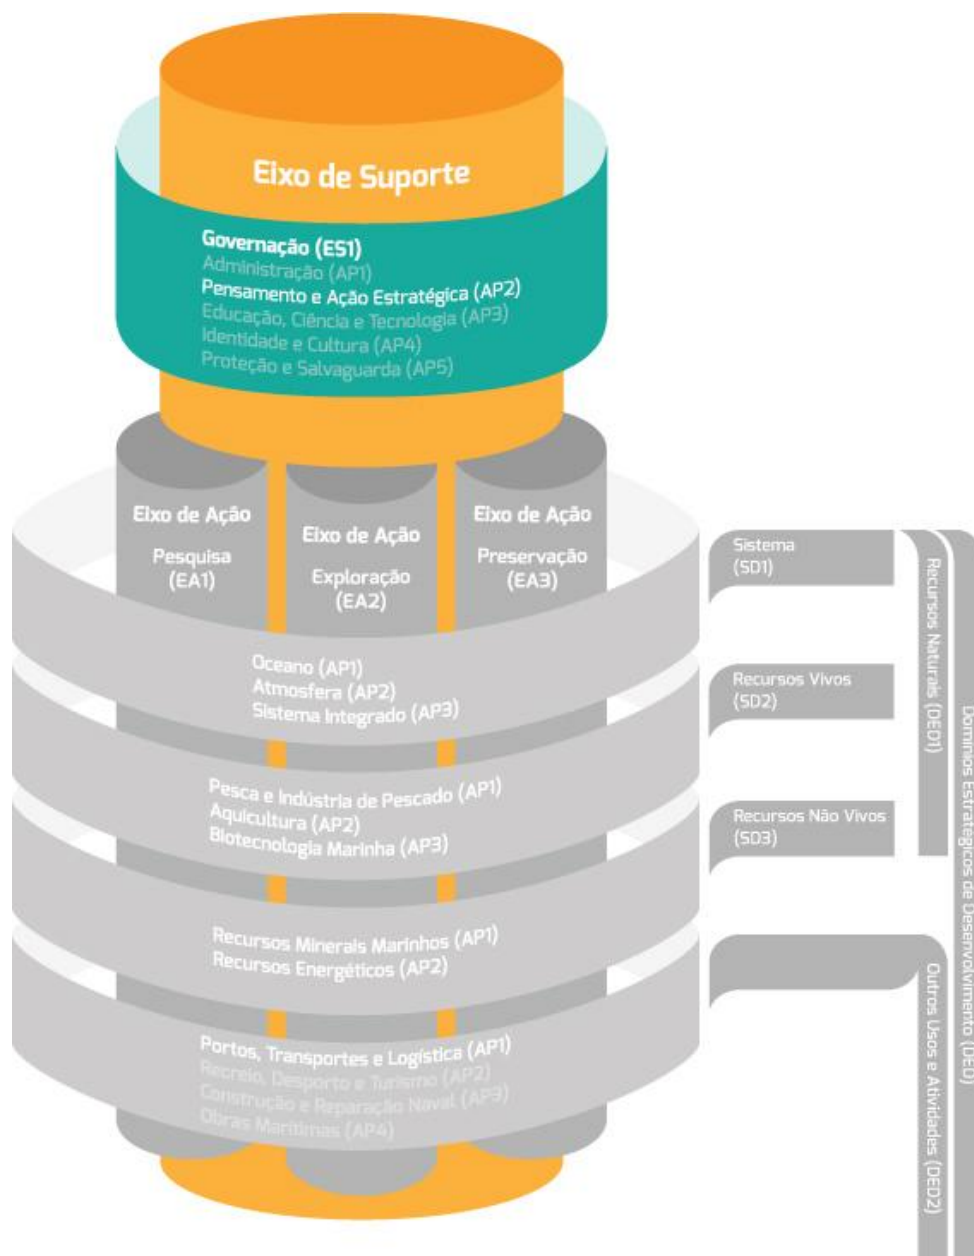 Eixo de Suporte
Governação (ES1)
Administração (AP1)
Pensamento e Ação Estratégica (AP2)
Educação, Ciência e Tecnologia (AP3)
Identidade e Cultura (AP4)
Proteção e Salvaguarda (AP5)
Eixo de Ação
Pesquisa
(EA1)
Eixo de Ação
Exploração
(EA2)
Eixo de Ação
Preservação
(EA3)
Oceano (AP1)
Atmosfera (AP2)
Sistema Integrado (AP3)
Pesca e Indústria de Pescado (AP1)
Aquicultura (AP2)
Biotecnologia Marinha (AP3)
Recursos Minerais Marinhos (AP1)
Recursos Energéticos (AP2)
Portos, Transportes e Logística (AP1)
Recreio, Desporto e Turismo (AP2)
Construção e Reparação Naval (AP3)
Obras Marítimas (AP4)
Sistema
(SD1)
Recursos Vivos
(SD2)
Recursos Não Vivos
(SD3)
Recursos Naturais (DED1)
Outros Usos e Atividades (DED2)
Domínios Estratégicos de Desenvolvimento (DED)